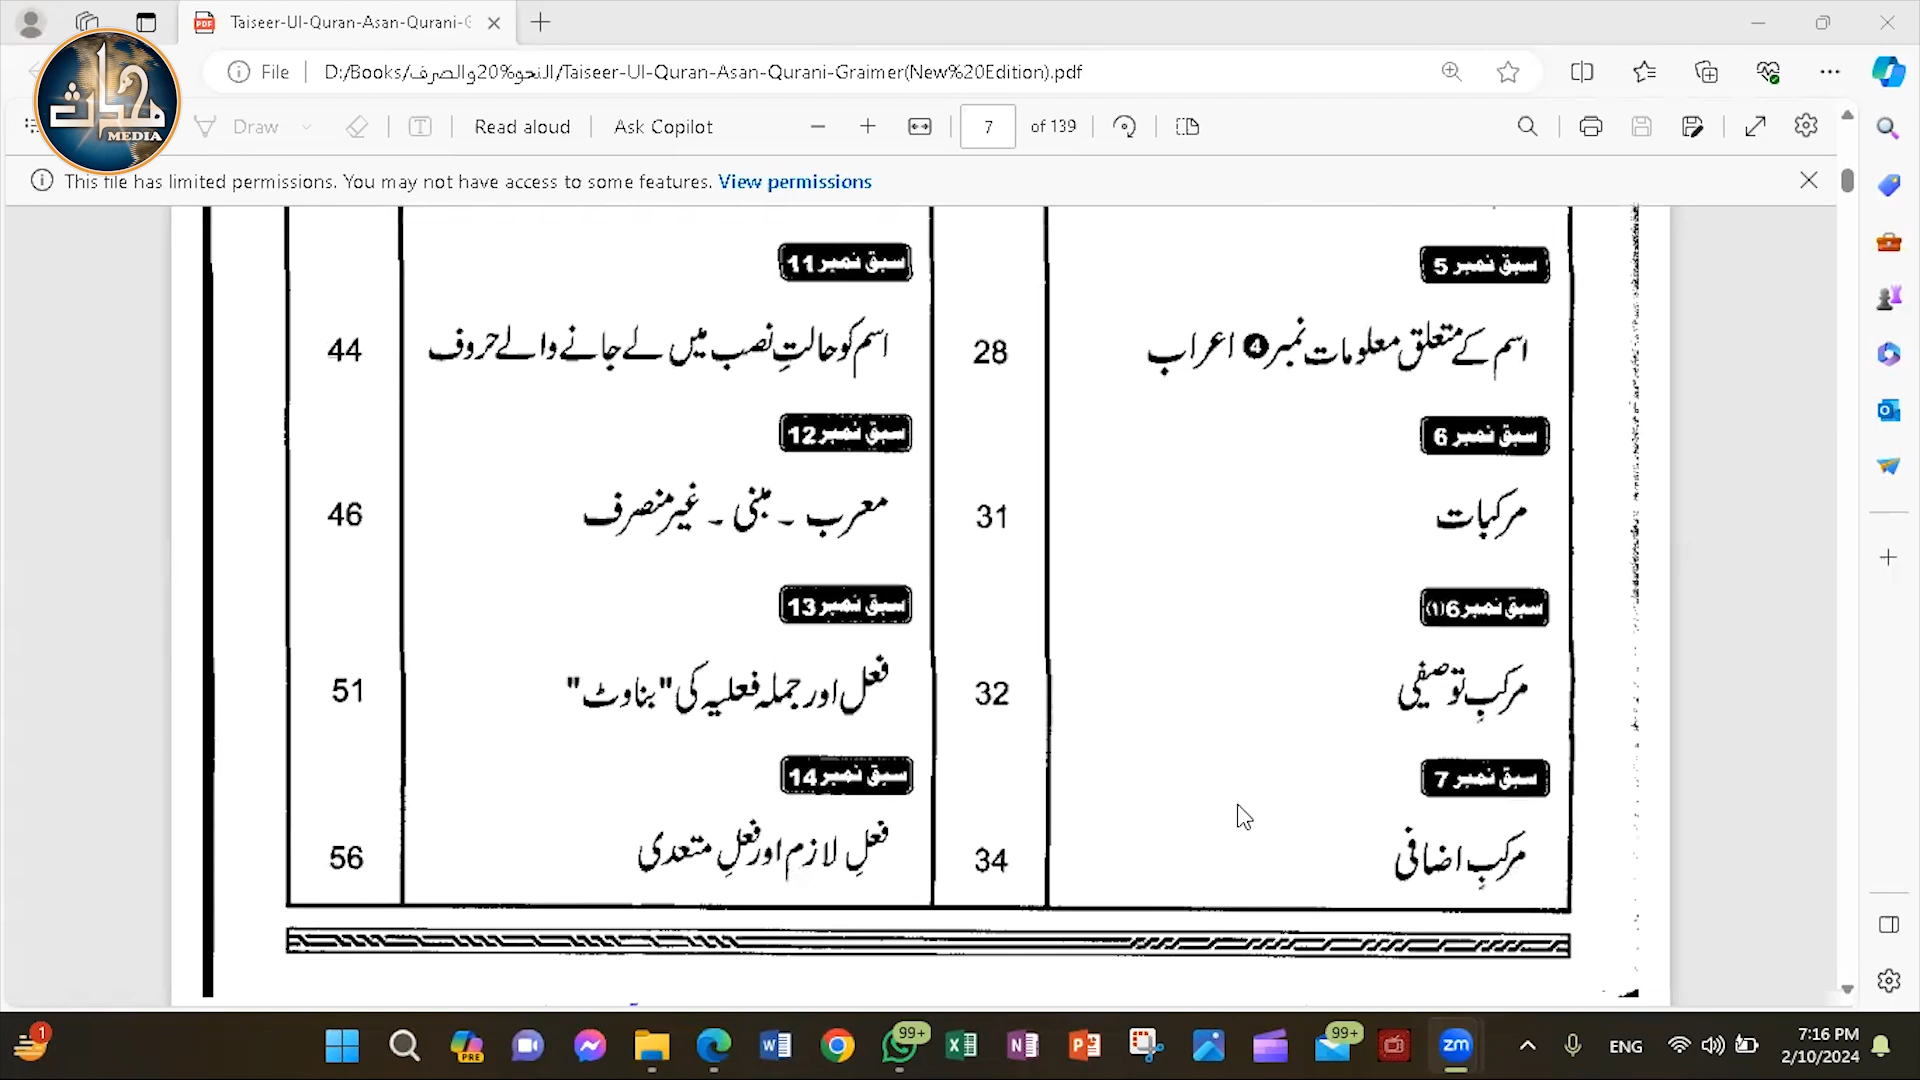 Taiseer-Ul-Quran-Asan-Qurani-G
File
D:/Books/النحو%20والصرف/Taiseer-Ul-Quran-Asan-Qurani-Graimer(New%20Edition).pdf
محدث
MEDIA
Draw
Read aloud
Ask Copilot
7
of 139
This file has limited permissions. You may not have access to some features. View permissions
سبق نمبر 5
اسم کے متعلق معلومات نمبر 4 اعراب
28
سبق نمبر 6
مرکبات
31
سبق نمبر 6(1)
مرکبِ توصیفی
32
سبق نمبر 7
مرکبِ اضافی
34
سبق نمبر 11
اسم کو حالتِ نصب میں لے جانے والے حروف
44
سبق نمبر 12
معرب ۔ مبنی ۔ غیر منصرف
46
سبق نمبر 13
فعل اور جملہ فعلیہ کی "بناوٹ"
51
سبق نمبر 14
فعلِ لازم اور فعلِ متعدی
56
1
PRE
99+
99+
zm
ENG
7:16 PM
2/10/2024